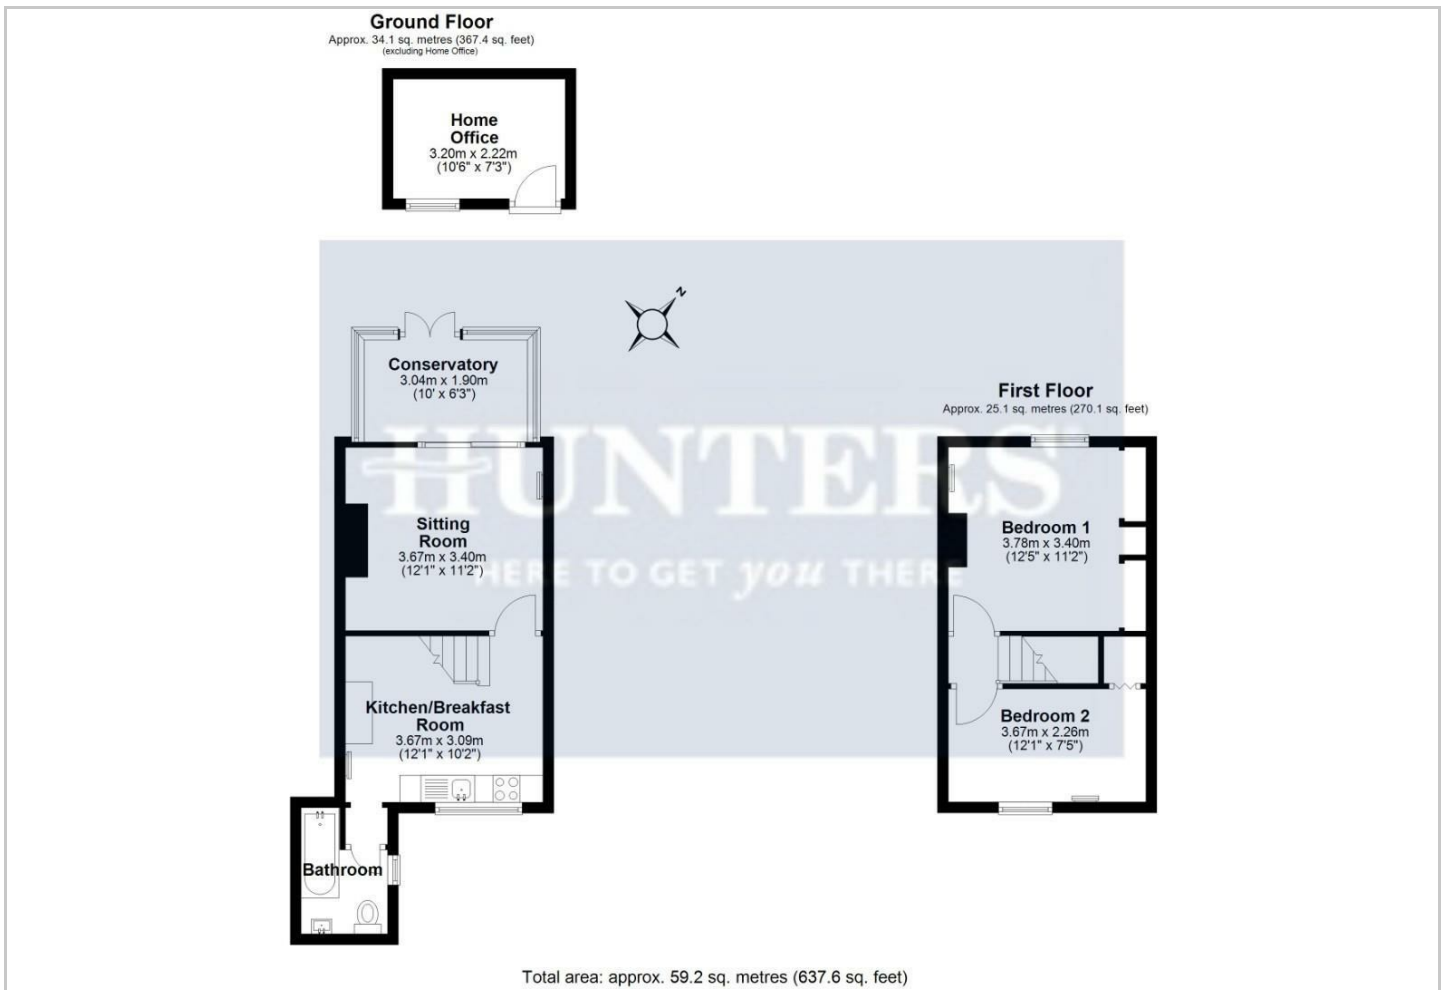 Ground Floor
Approx. 34.1 sq. metres (367.4 sq. feet)
(excluding Home Office)
Home
Office
3.20m x 2.22m
(10'6" x 7'3")
N
Conservatory
3.04m x 1.90m
(10' x 6'3")
First Floor
Approx. 25.1 sq. metres (270.1 sq. feet)
HUNTERS
HERE TO GET you THERE
Sitting
Room
3.67m x 3.40m
(12'1" x 11'2")
Bedroom 1
3.78m x 3.40m
(12'5" x 11'2")
Kitchen/Breakfast
Room
3.67m x 3.09m
(12'1" x 10'2")
Bedroom 2
3.67m x 2.26m
(12'1" x 7'5")
Bathroom
Total area: approx. 59.2 sq. metres (637.6 sq. feet)